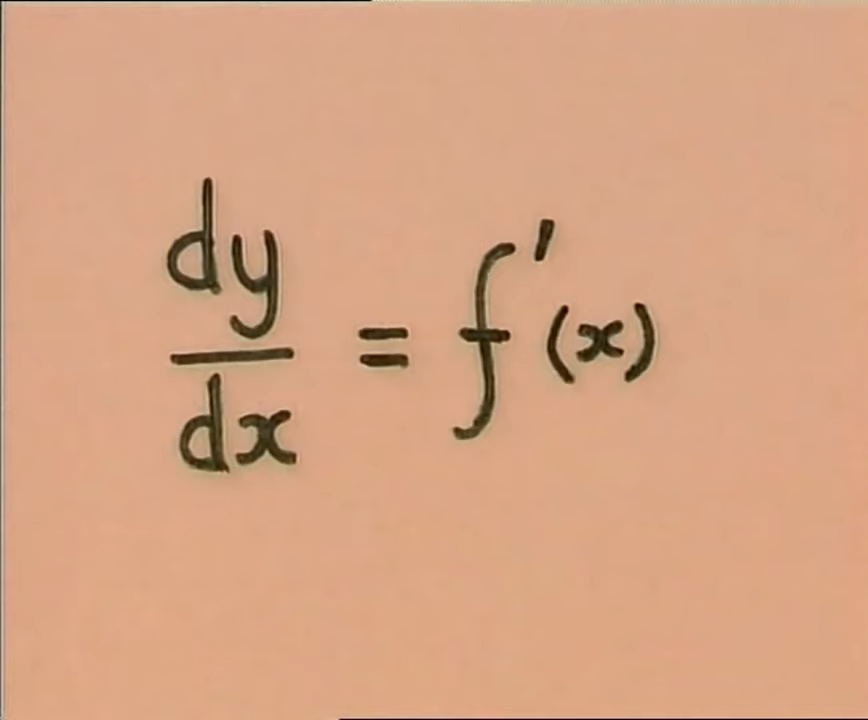 dy/dx = f'(x)